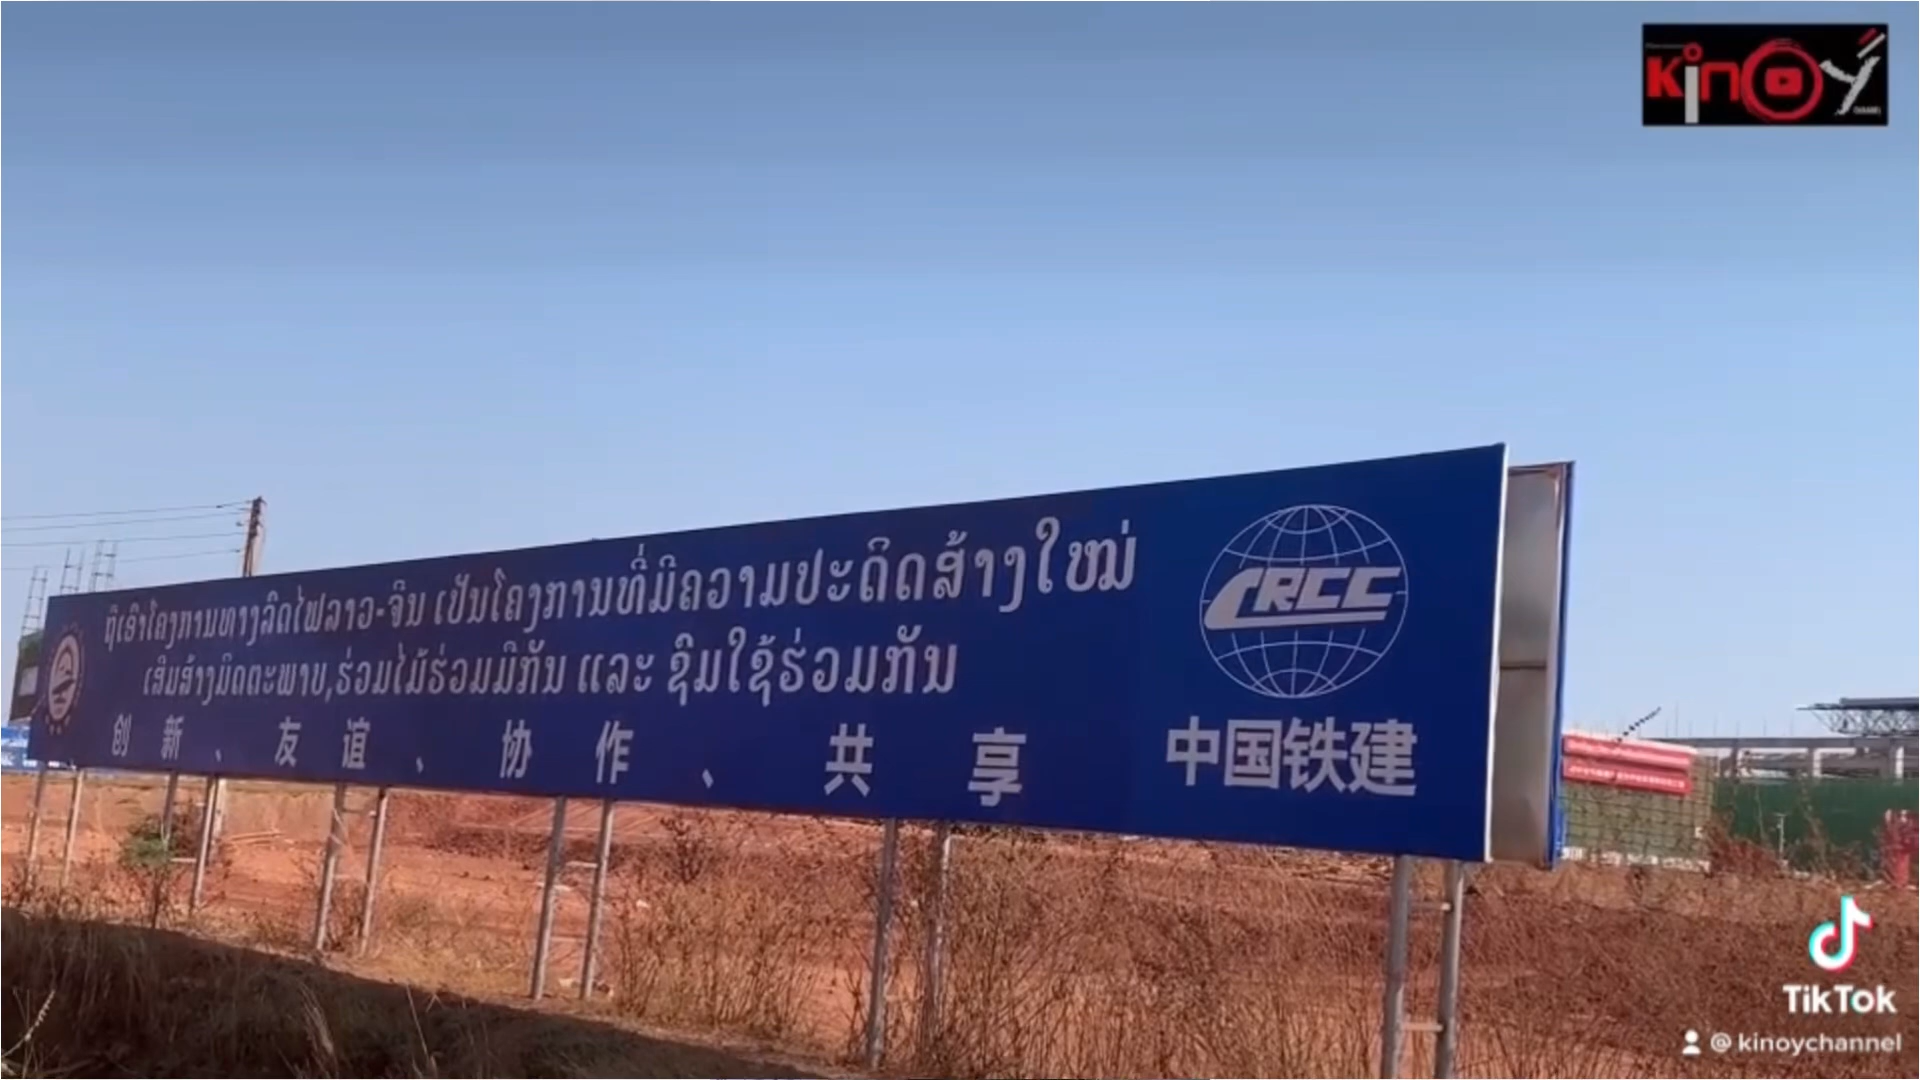 Kinoy
CHANNEL
ຖືເອົາໂຄງການທາງລົດໄຟລາວ-ຈີນ ເປັນໂຄງການທີ່ມີຄວາມປະດິດສ້າງໃໝ່
ເສີມສ້າງມິດຕະພາບ,ຮ່ວມໄມ້ຮ່ວມມືກັນ ແລະ ຊົມໃຊ້ຮ່ວມກັນ
创新、友谊、协作、共享
CRCC
中国铁建
TikTok
@kinoychannel